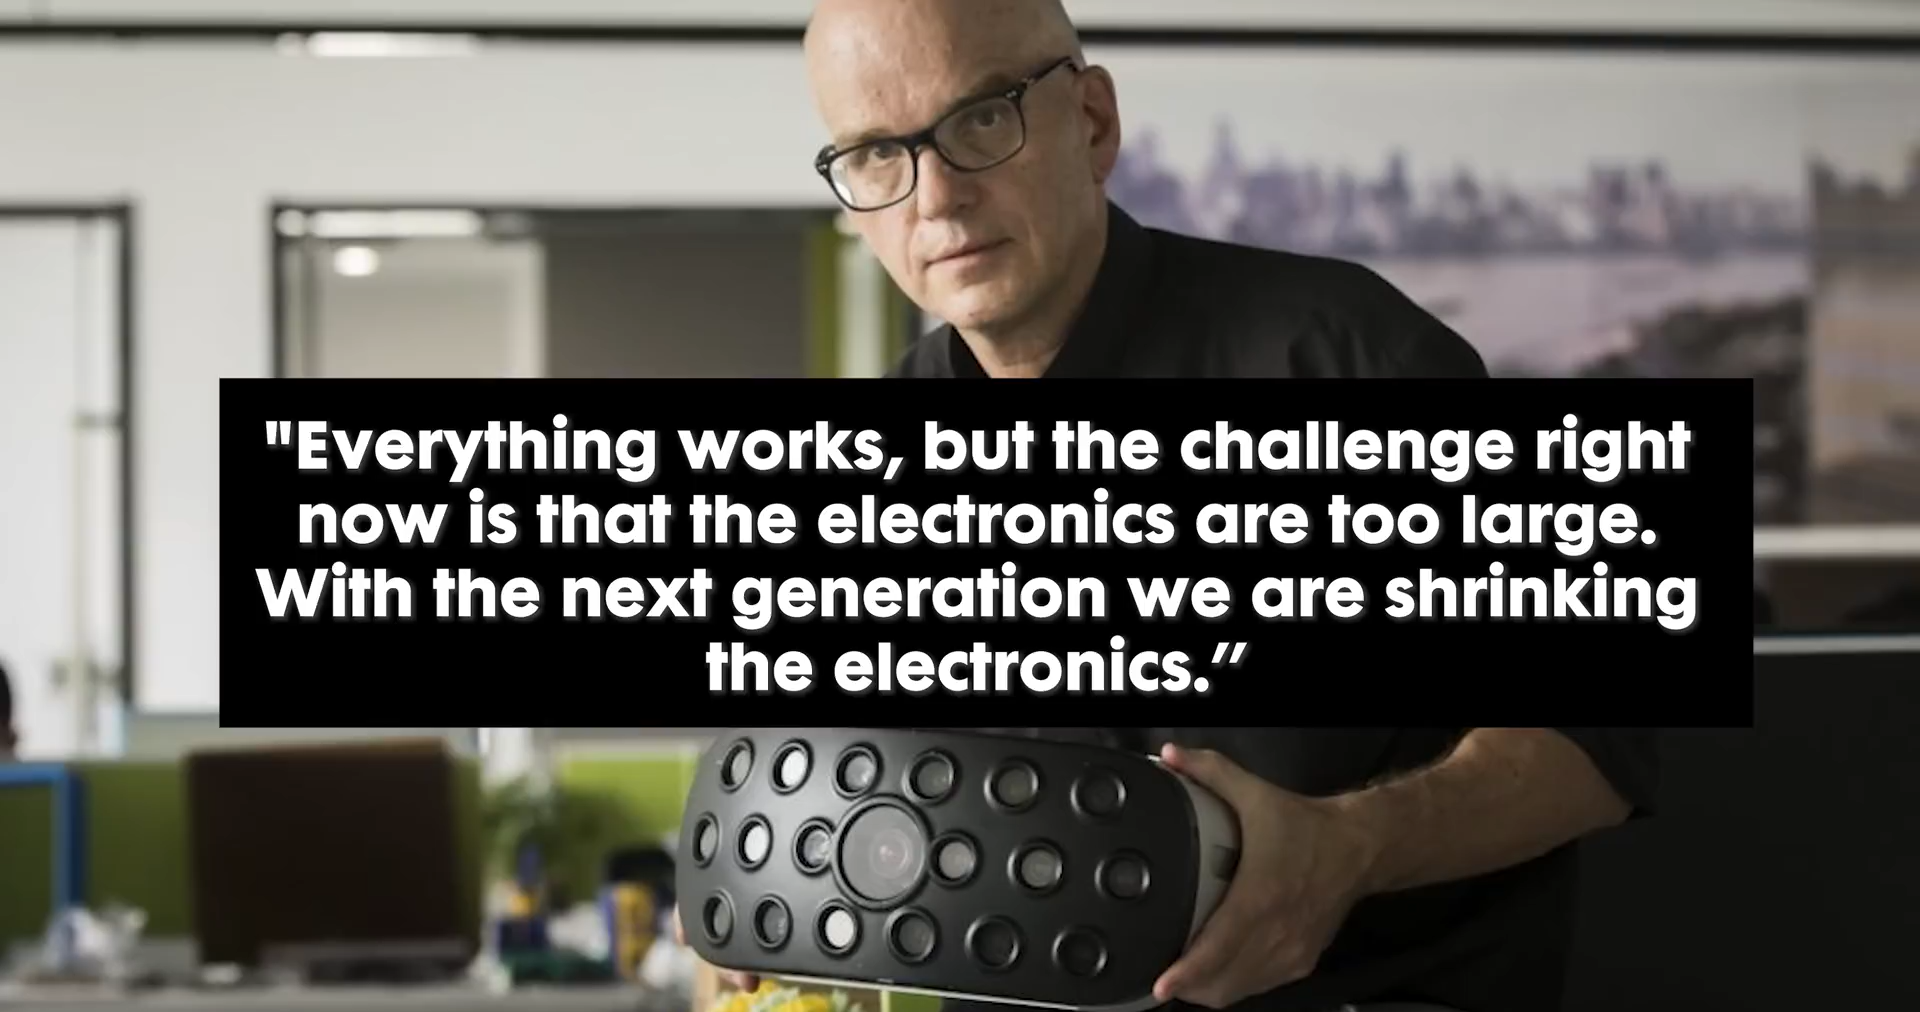 "Everything works, but the challenge right
now is that the electronics are too large.
With the next generation we are shrinking
the electronics.”